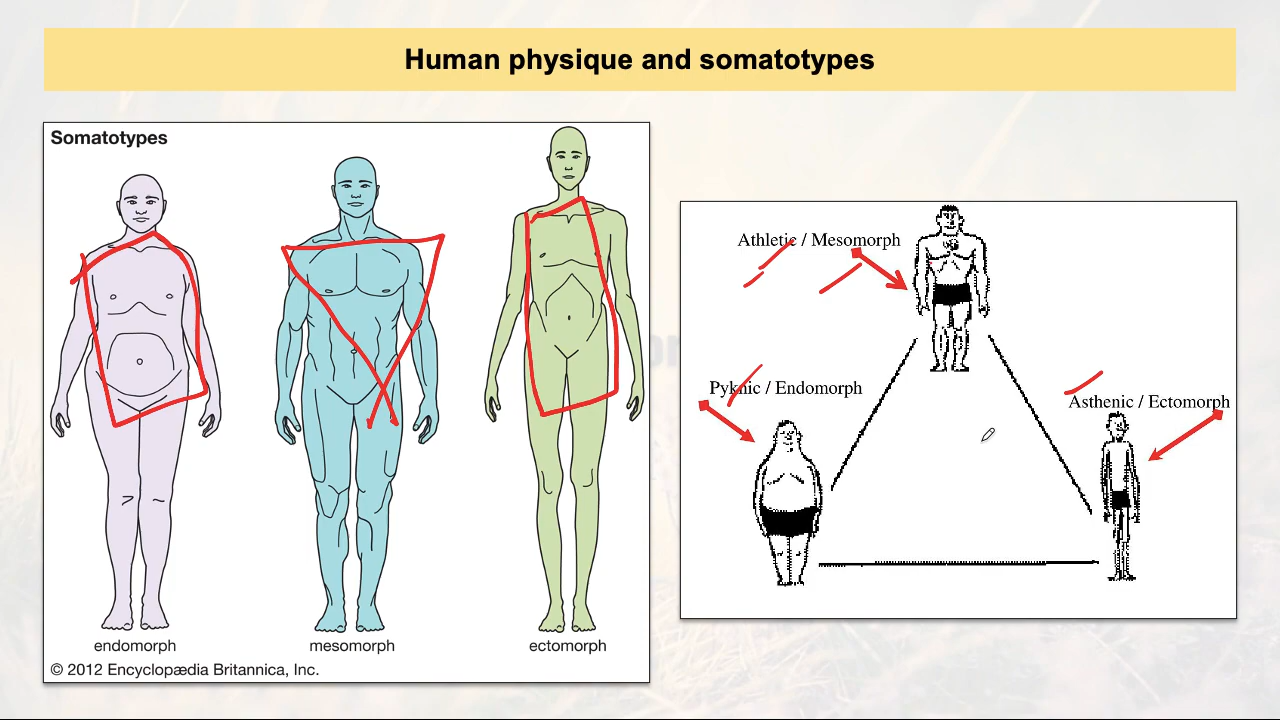 Human physique and somatotypes
Somatotypes
endomorph
mesomorph
ectomorph
© 2012 Encyclopædia Britannica, Inc.
Athletic / Mesomorph
Pyknic / Endomorph
Asthenic / Ectomorph